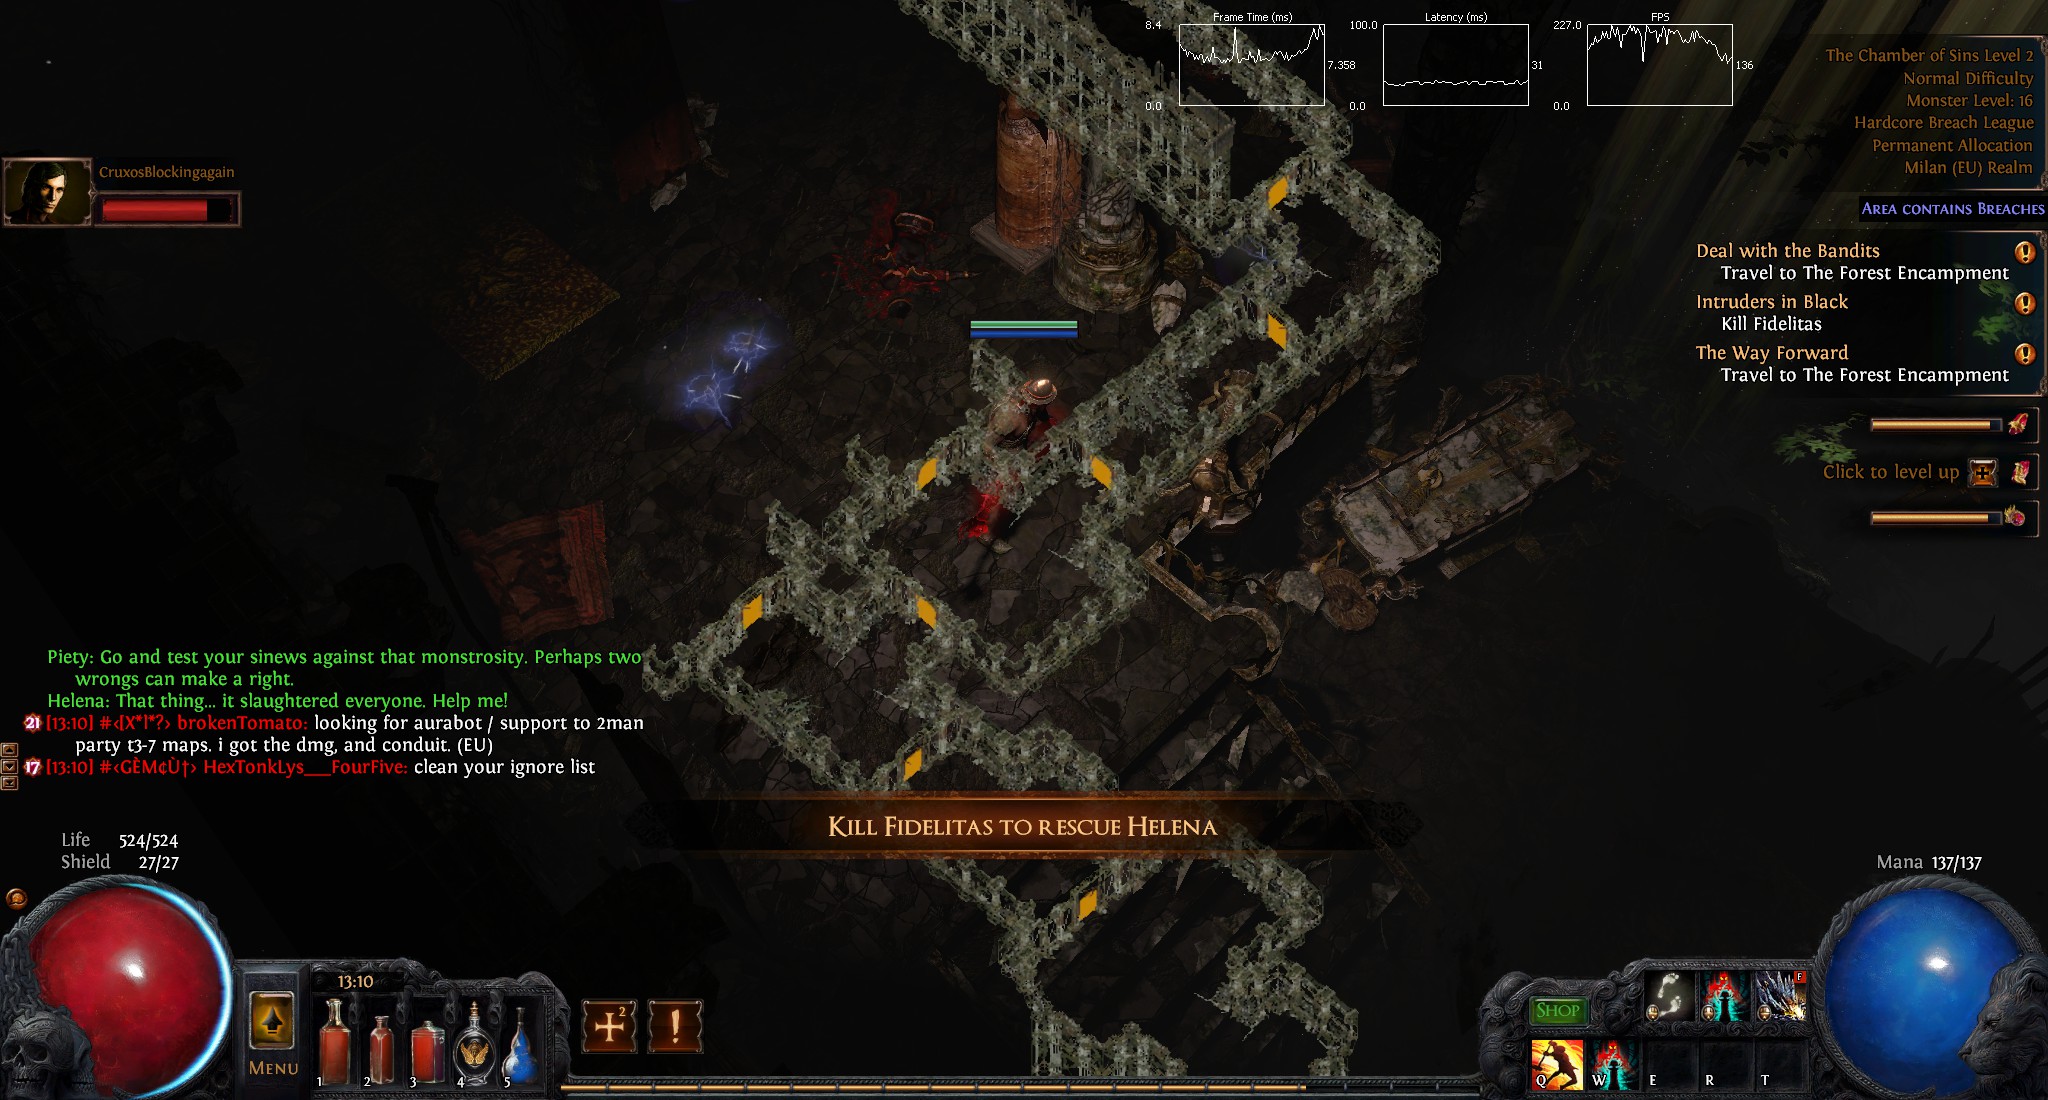 Frame Time (ms)
8.4
7.358
0.0
Latency (ms)
100.0
31
0.0
FPS
227.0
136
0.0
The Chamber of Sins Level 2
Normal Difficulty
Monster Level: 16
Hardcore Breach League
Permanent Allocation
Milan (EU) Realm
Area contains Breaches
CruxosBlockingagain
Deal with the Bandits
Travel to The Forest Encampment
Intruders in Black
Kill Fidelitas
The Way Forward
Travel to The Forest Encampment
Click to level up
Piety: Go and test your sinews against that monstrosity. Perhaps two
wrongs can make a right.
Helena: That thing... it slaughtered everyone. Help me!
21 [13:10] #<[X*]*?> brokenTomato: looking for aurabot / support to 2man
party t3-7 maps. i got the dmg, and conduit. (EU)
17 [13:10] #<GÈM¢Ù†> HexTonkLys___FourFive: clean your ignore list
Kill Fidelitas to rescue Helena
Life 524/524
Shield 27/27
Mana 137/137
13:10
Menu
1 2 3 4 5
2
Shop
F
Q W E R T